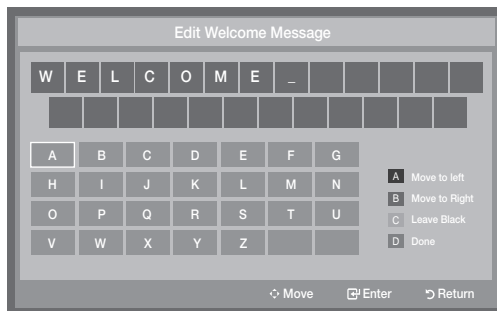 Edit Welcome Message
W E L C O M E _
A B C D E F G
H I J K L M N
O P Q R S T U
V W X Y Z
A Move to left
B Move to Right
C Leave Black
D Done
Move Enter Return